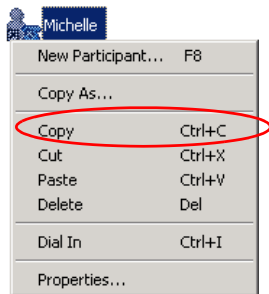 Michelle
New Participant... F8
Copy As...
Copy Ctrl+C
Cut Ctrl+X
Paste Ctrl+V
Delete Del
Dial In Ctrl+I
Properties...